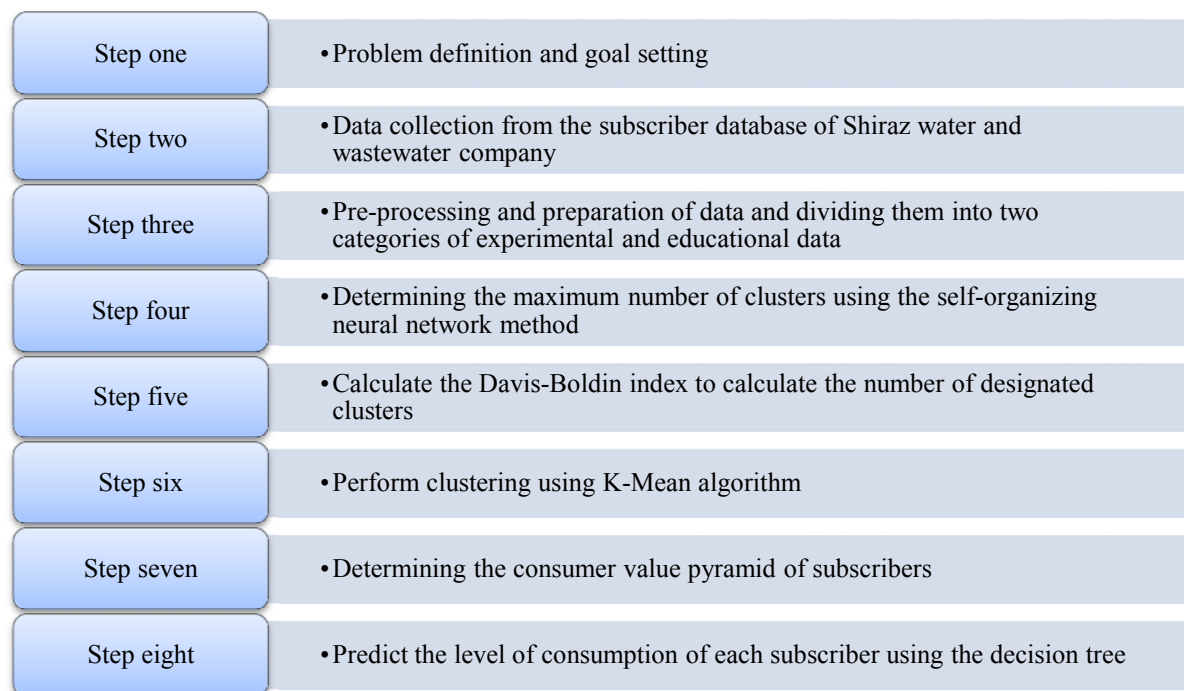 Step one
•Problem definition and goal setting
Step two
•Data collection from the subscriber database of Shiraz water and
wastewater company
Step three
•Pre-processing and preparation of data and dividing them into two
categories of experimental and educational data
Step four
•Determining the maximum number of clusters using the self-organizing
neural network method
Step five
•Calculate the Davis-Boldin index to calculate the number of designated
clusters
Step six
•Perform clustering using K-Mean algorithm
Step seven
•Determining the consumer value pyramid of subscribers
Step eight
•Predict the level of consumption of each subscriber using the decision tree